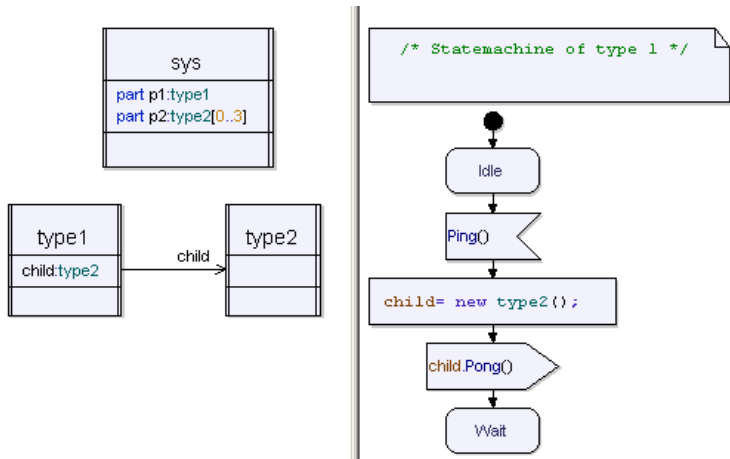 sys
part p1:type1
part p2:type2[0..3]
type1
child:type2
child
type2
/* Statemachine of type 1 */
Idle
Ping()
child= new type2();
child.Pong()
Wait